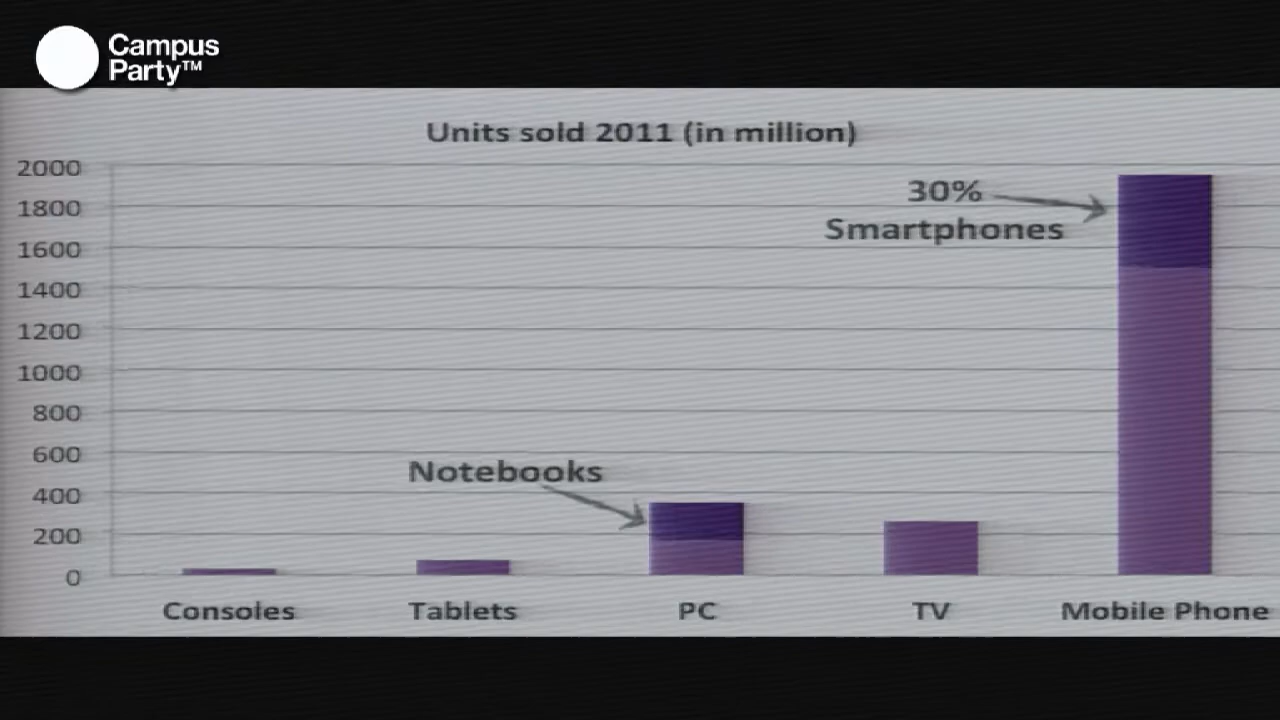 Campus
Party™
Units sold 2011 (in million)
2000
1800
1600
1400
1200
1000
800
600
400
200
0
30%
Smartphones
Notebooks
Consoles
Tablets
PC
TV
Mobile Phone